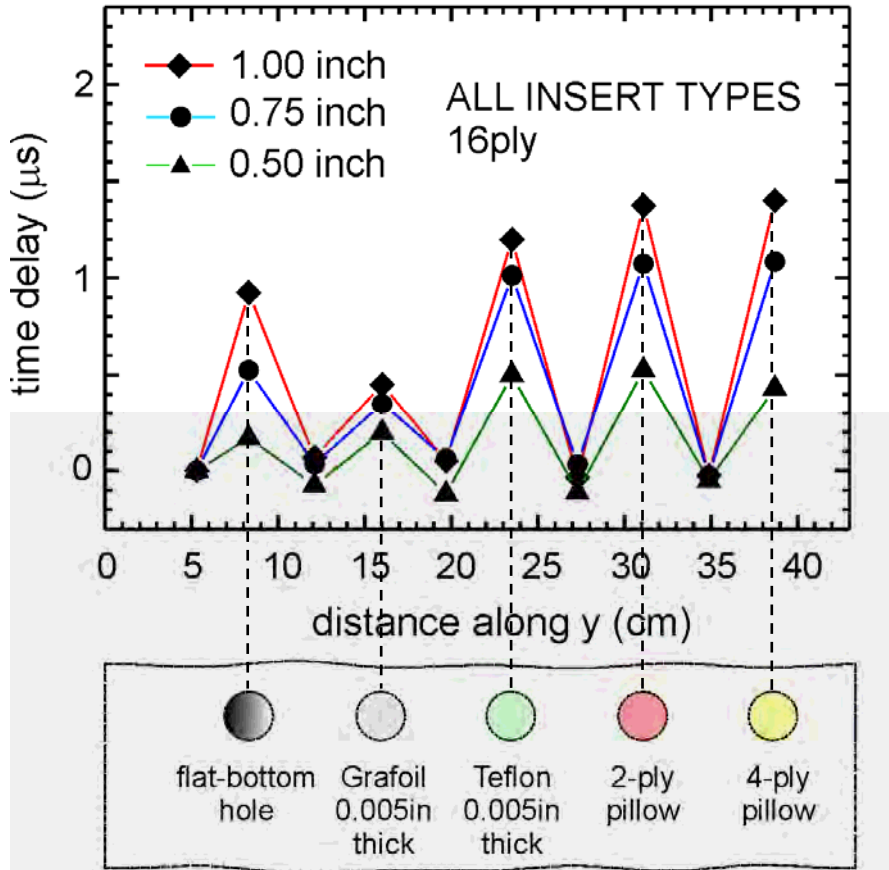 1.00 inch
0.75 inch
0.50 inch
ALL INSERT TYPES
16ply
time delay (μs)
2
1
0
0 5 10 15 20 25 30 35 40
distance along y (cm)
flat-bottom
hole
Grafoil
0.005in
thick
Teflon
0.005in
thick
2-ply
pillow
4-ply
pillow